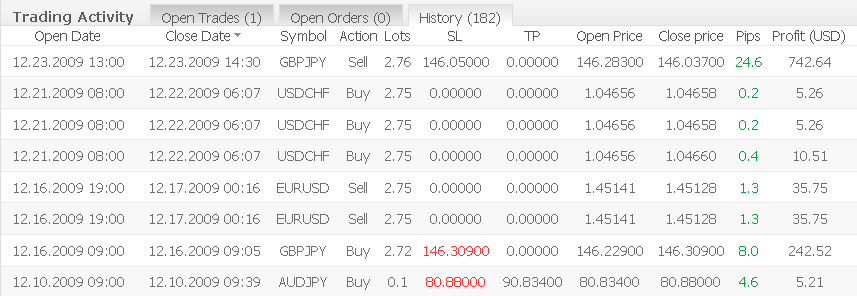 Trading Activity Open Trades (1) Open Orders (0) History (182)
Open Date Close Date Symbol Action Lots SL TP Open Price Close price Pips Profit (USD)
12.23.2009 13:00 12.23.2009 14:30 GBPJPY Sell 2.76 146.05000 0.00000 146.28300 146.03700 24.6 742.64
12.21.2009 08:00 12.22.2009 06:07 USDCHF Buy 2.75 0.00000 0.00000 1.04656 1.04658 0.2 5.26
12.21.2009 08:00 12.22.2009 06:07 USDCHF Buy 2.75 0.00000 0.00000 1.04656 1.04658 0.2 5.26
12.21.2009 08:00 12.22.2009 06:07 USDCHF Buy 2.75 0.00000 0.00000 1.04656 1.04660 0.4 10.51
12.16.2009 19:00 12.17.2009 00:16 EURUSD Sell 2.75 0.00000 0.00000 1.45141 1.45128 1.3 35.75
12.16.2009 19:00 12.17.2009 00:16 EURUSD Sell 2.75 0.00000 0.00000 1.45141 1.45128 1.3 35.75
12.16.2009 09:00 12.16.2009 09:05 GBPJPY Buy 2.72 146.30900 0.00000 146.22900 146.30900 8.0 242.52
12.10.2009 09:00 12.10.2009 09:39 AUDJPY Buy 0.1 80.88000 90.83400 80.83400 80.88000 4.6 5.21